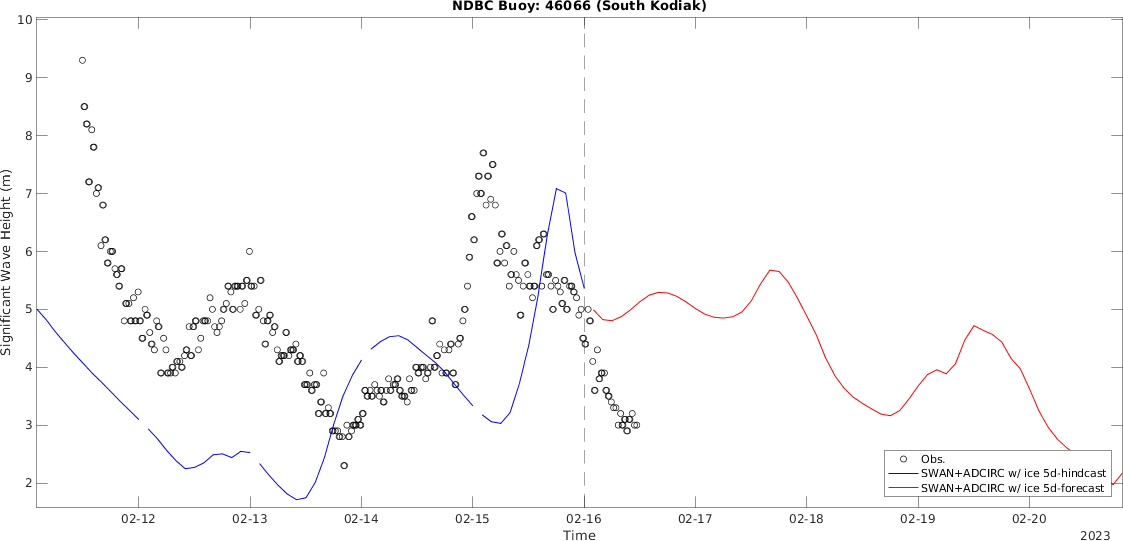 NDBC Buoy: 46066 (South Kodiak)
Significant Wave Height (m)
10
9
8
7
6
5
4
3
2
Obs.
SWAN+ADCIRC w/ ice 5d-hindcast
SWAN+ADCIRC w/ ice 5d-forecast
02-12 02-13 02-14 02-15 02-16 02-17 02-18 02-19 02-20
Time
2023